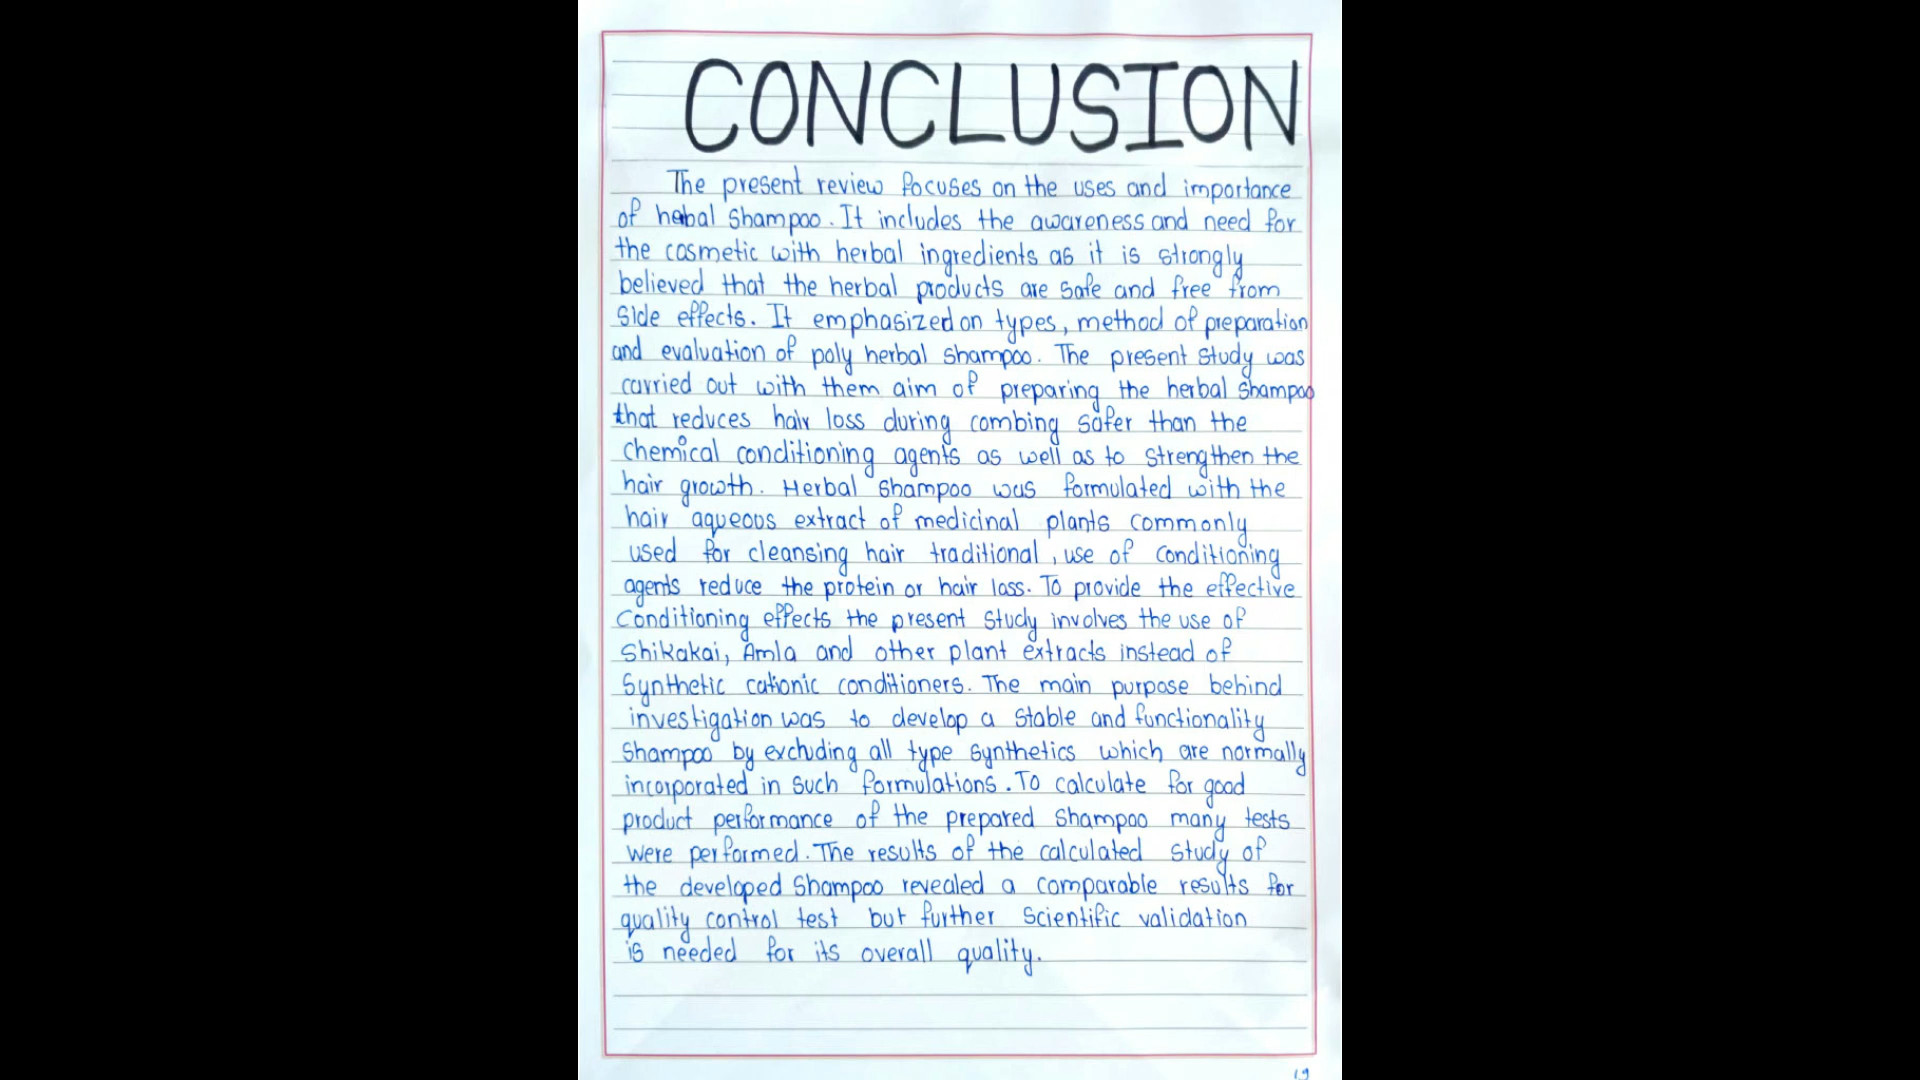 CONCLUSION
The present review focuses on the uses and importance
of hebal shampoo. It includes the awareness and need for
the cosmetic with herbal ingredients as it is strongly
believed that the herbal products are safe and free from
side effects. It emphasized on types, method of preparation
and evaluation of poly herbal shampoo. The present study was
carried out with them aim of preparing the herbal shampoo
that reduces hair loss during combing safer than the
chemical conditioning agents as well as to strengthen the
hair growth. Herbal shampoo was formulated with the
hair aqueous extract of medicinal plants commonly
used for cleansing hair traditional, use of conditioning
agents reduce the protein or hair loss. To provide the effective
Conditioning effects the present study involves the use of
Shikakai, Amla and other plant extracts instead of
Synthetic cationic conditioners. The main purpose behind
investigation was to develop a stable and functionality
shampoo by excluding all type synthetics which are normally
incorporated in such formulations. To calculate for good
product performance of the prepared shampoo many tests
were performed. The results of the calculated study of
the developed shampoo revealed a comparable results for
quality control test but further scientific validation
is needed for its overall quality.
19